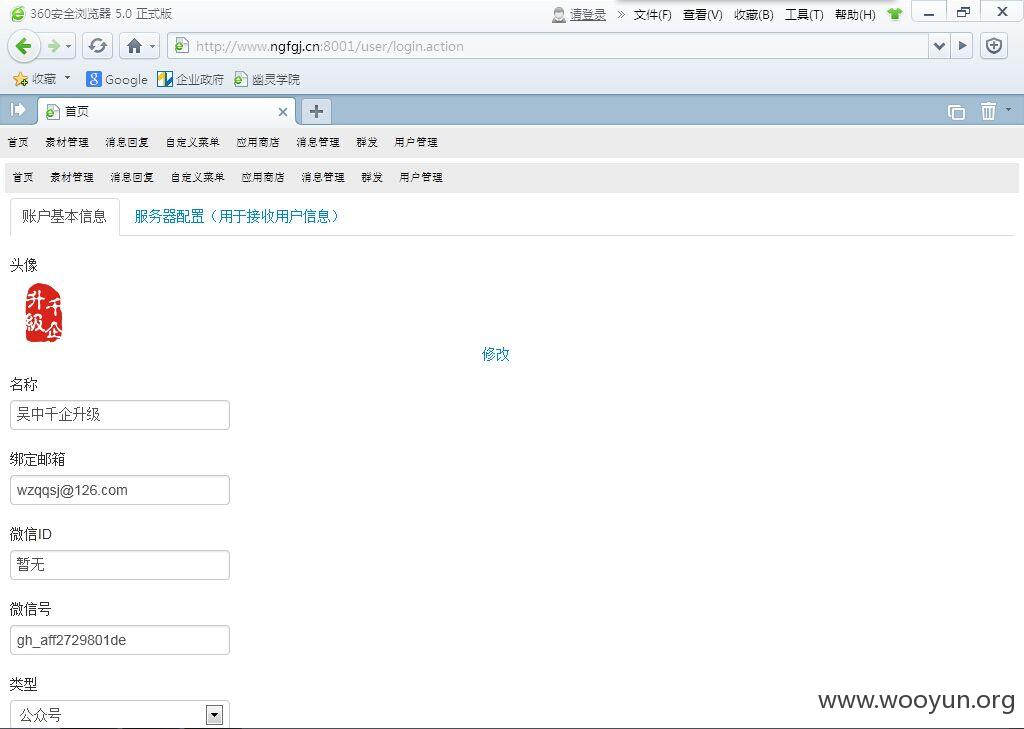 360安全浏览器 5.0 正式版 请登录 » 文件(F) 查看(V) 收藏(B) 工具(T) 帮助(H)
http://www.ngfgj.cn:8001/user/login.action
收藏 Google 企业政府 幽灵学院
首页
首页 素材管理 消息回复 自定义菜单 应用商店 消息管理 群发 用户管理
首页 素材管理 消息回复 自定义菜单 应用商店 消息管理 群发 用户管理
账户基本信息 服务器配置（用于接收用户信息）
头像
千企升级
修改
名称
吴中千企升级
绑定邮箱
wzqqsj@126.com
微信ID
暂无
微信号
gh_aff2729801de
类型
公众号
www.wooyun.org